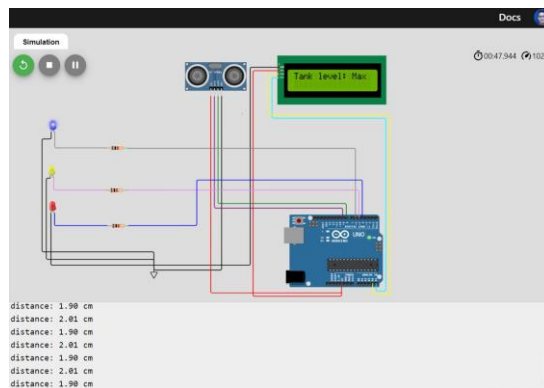 Docs
Simulation
00:47.944
102
Tank level: Max
UNO
distance: 1.90 cm
distance: 2.01 cm
distance: 1.90 cm
distance: 2.01 cm
distance: 1.90 cm
distance: 2.01 cm
distance: 1.90 cm